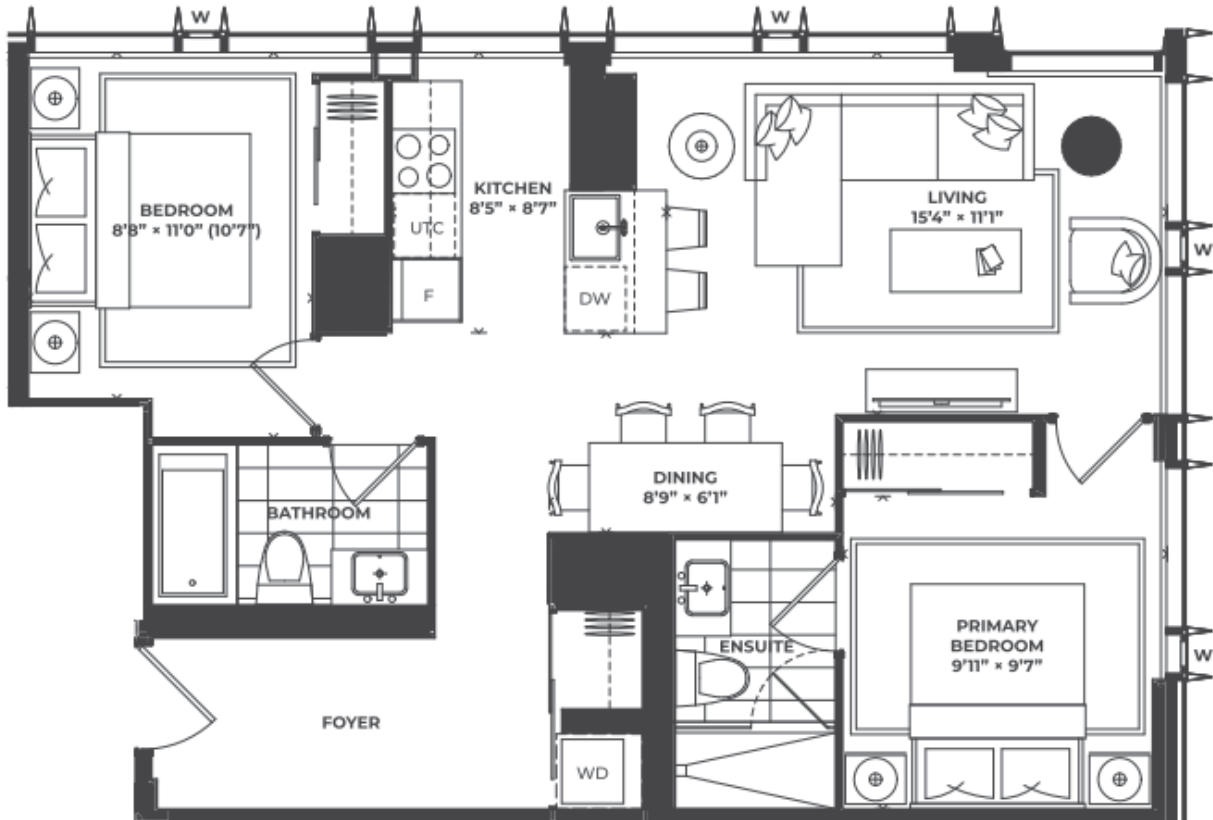 W
W
BEDROOM
8’8” × 11’0” (10’7”)
KITCHEN
8’5” × 8’7”
UTC
F
DW
LIVING
15’4” × 11’1”
W
DINING
8’9” × 6’1”
BATHROOM
ENSUITE
PRIMARY
BEDROOM
9’11” × 9’7”
W
FOYER
WD